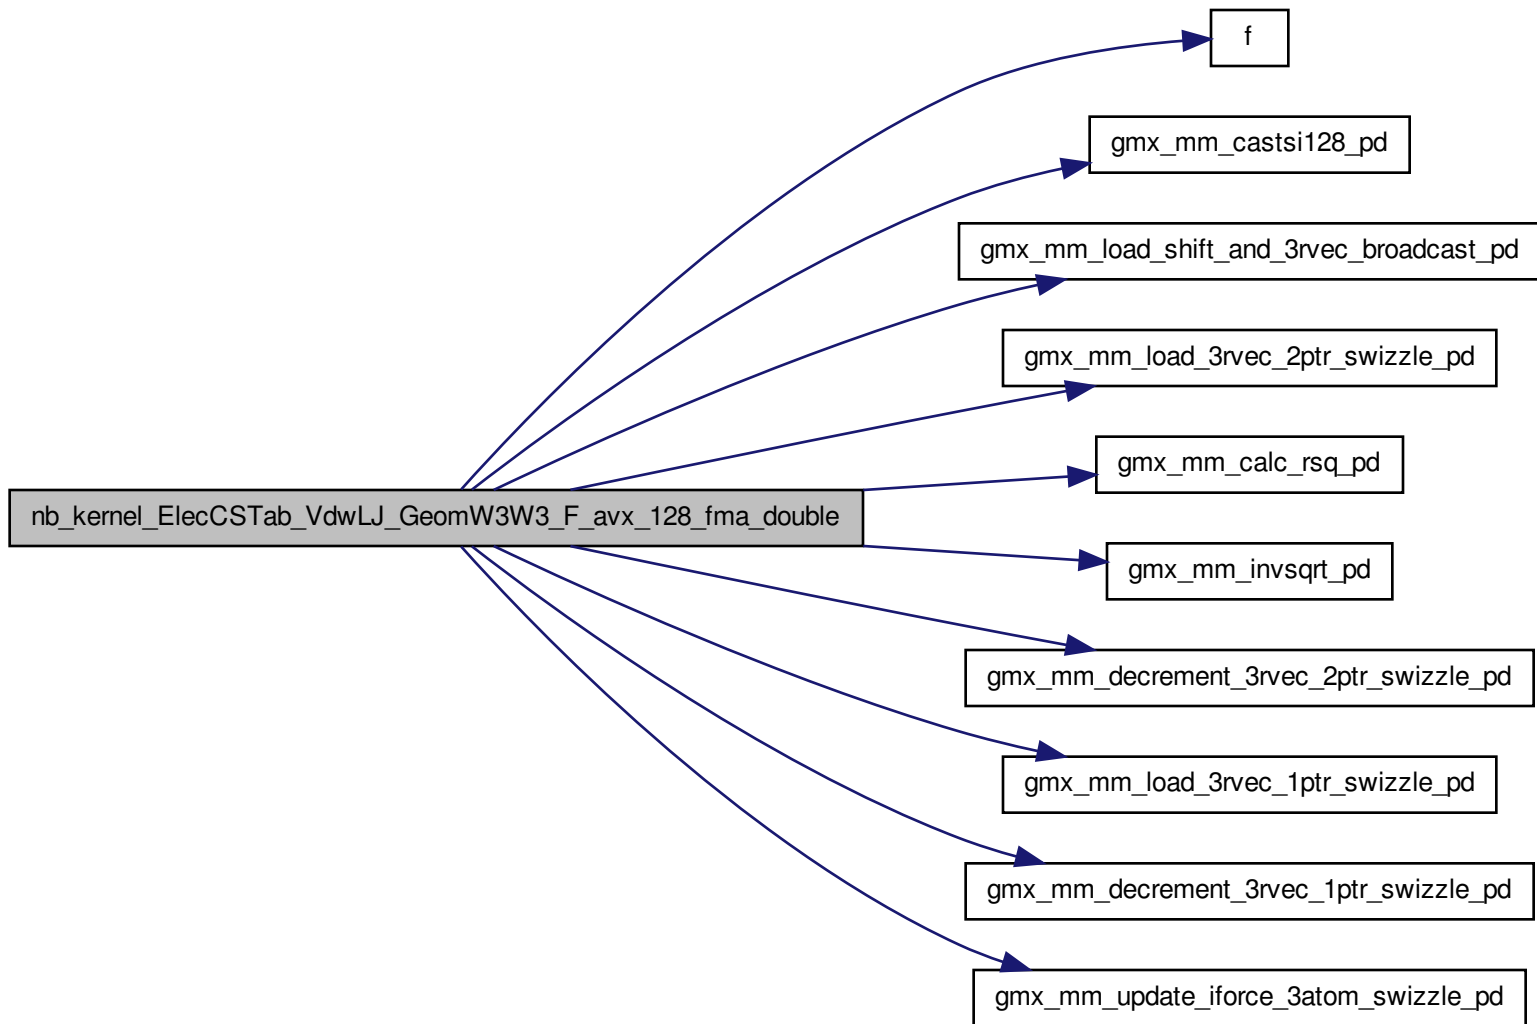 f
gmx_mm_castsi128_pd
gmx_mm_load_shift_and_3rvec_broadcast_pd
gmx_mm_load_3rvec_2ptr_swizzle_pd
gmx_mm_calc_rsq_pd
nb_kernel_ElecCSTab_VdwLJ_GeomW3W3_F_avx_128_fma_double
gmx_mm_invsqrt_pd
gmx_mm_decrement_3rvec_2ptr_swizzle_pd
gmx_mm_load_3rvec_1ptr_swizzle_pd
gmx_mm_decrement_3rvec_1ptr_swizzle_pd
gmx_mm_update_iforce_3atom_swizzle_pd